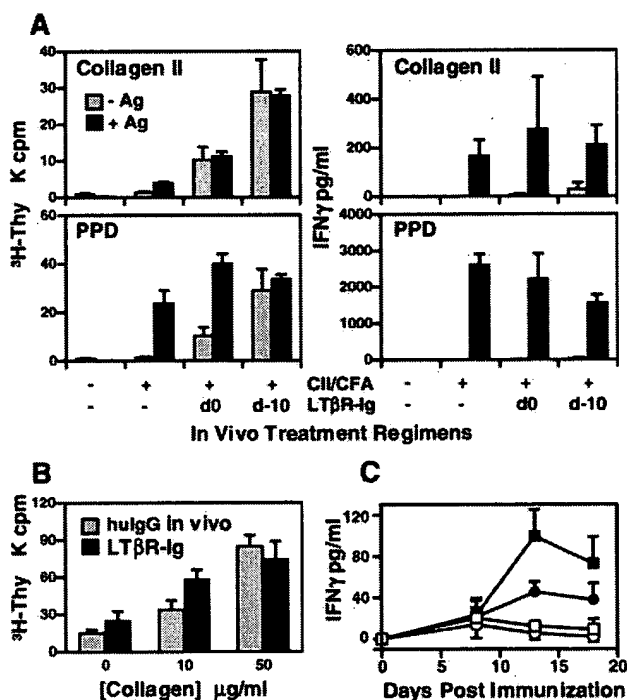 A
40
30
20
10
0
Collagen II
- Ag
+ Ag
600
400
200
0
Collagen II
³H-Thy K cpm
IFNγ pg/ml
60
40
20
0
PPD
4000
3000
2000
1000
0
PPD
- + + + CII/CFA - + + +
- - d0 d-10 LTβR-Ig - - d0 d-10
In Vivo Treatment Regimens
B
³H-Thy K cpm
120
90
60
30
0
huIgG in vivo
LTβR-Ig
0 10 50
[Collagen] µg/ml
C
IFNγ pg/ml
120
80
40
0
0 5 10 15 20
Days Post Immunization